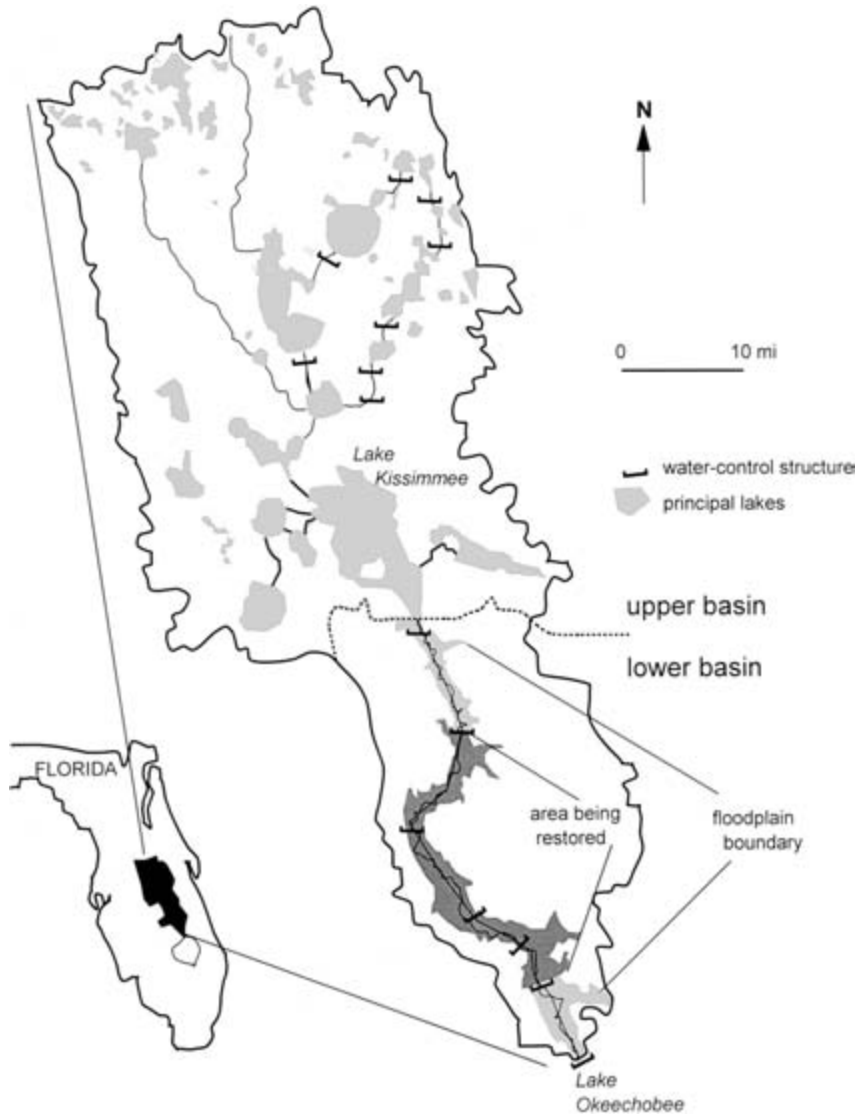 N
0 10 mi
Lake
Kissimmee
water-control structure
principal lakes
upper basin
lower basin
FLORIDA
area being
restored
floodplain
boundary
Lake
Okeechobee